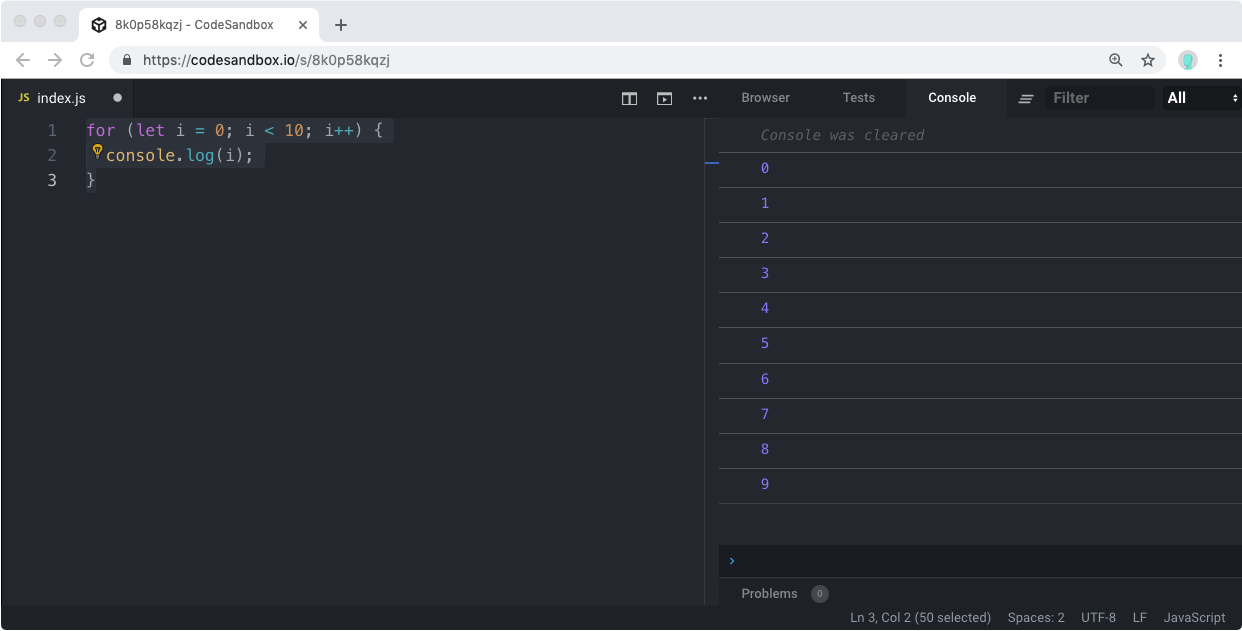 8k0p58kqzj - CodeSandbox
https://codesandbox.io/s/8k0p58kqzj
JS index.js
Browser Tests Console Filter All
1 for (let i = 0; i < 10; i++) {
2 console.log(i);
3 }
Console was cleared
0
1
2
3
4
5
6
7
8
9
›
Problems 0
Ln 3, Col 2 (50 selected) Spaces: 2 UTF-8 LF JavaScript